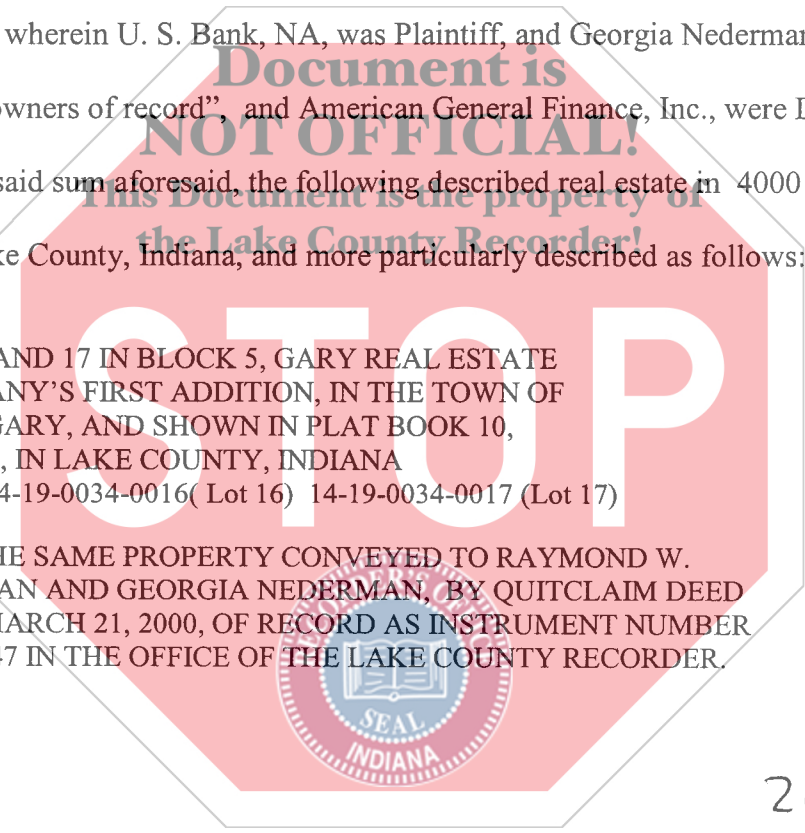 wherein U. S. Bank, NA, was Plaintiff, and Georgia Nederman
Document is
owners of record", and American General Finance, Inc., were
NOT OFFICIAL!
said sum aforesaid, the following described real estate in 4000
This Document is the property of
the Lake County Recorder!
County, Indiana, and more particularly described as follows:
STOP
AND 17 IN BLOCK 5, GARY REAL ESTATE
ANY'S FIRST ADDITION, IN THE TOWN OF
GARY, AND SHOWN IN PLAT BOOK 10,
, IN LAKE COUNTY, INDIANA
4-19-0034-0016( Lot 16) 14-19-0034-0017 (Lot 17)
HE SAME PROPERTY CONVEYED TO RAYMOND W.
AN AND GEORGIA NEDERMAN, BY QUITCLAIM DEED
MARCH 21, 2000, OF RECORD AS INSTRUMENT NUMBER
47 IN THE OFFICE OF THE LAKE COUNTY RECORDER.
RECORDER'S OFFICE
SEAL
INDIANA
2